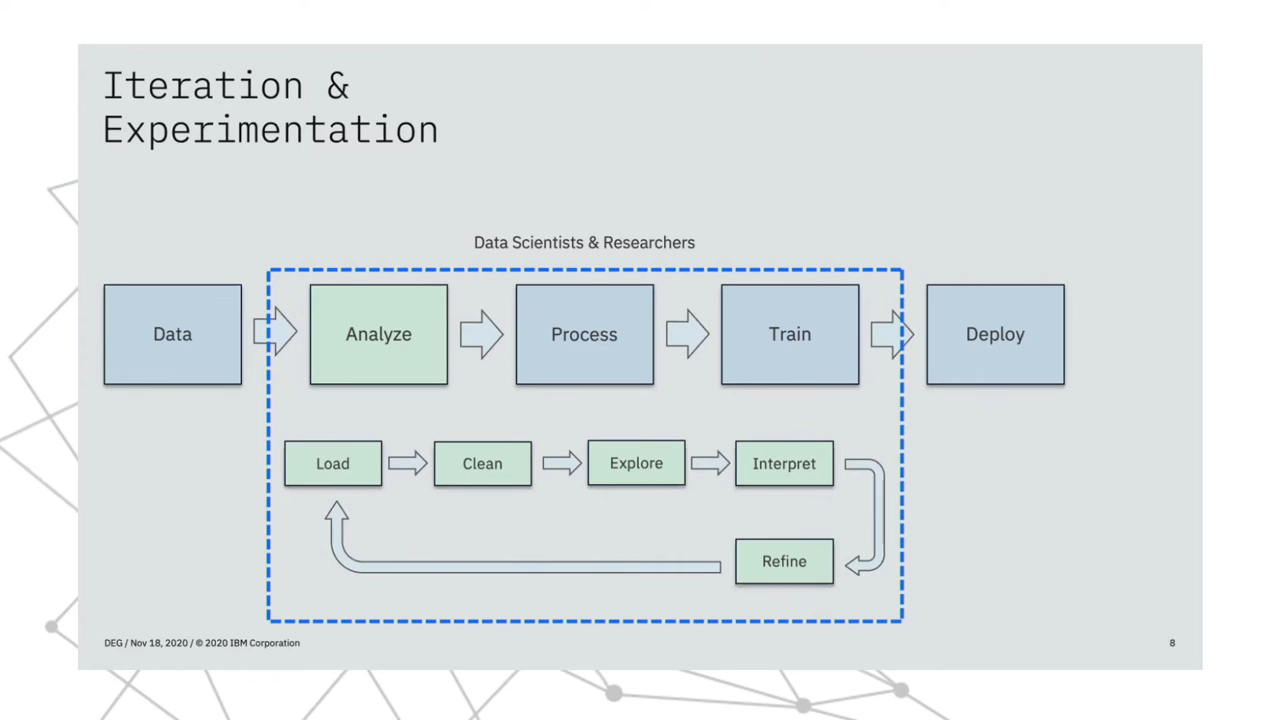 Iteration &
Experimentation
Data Scientists & Researchers
Data
Analyze
Process
Train
Deploy
Load
Clean
Explore
Interpret
Refine
DEG / Nov 18, 2020 / © 2020 IBM Corporation
8